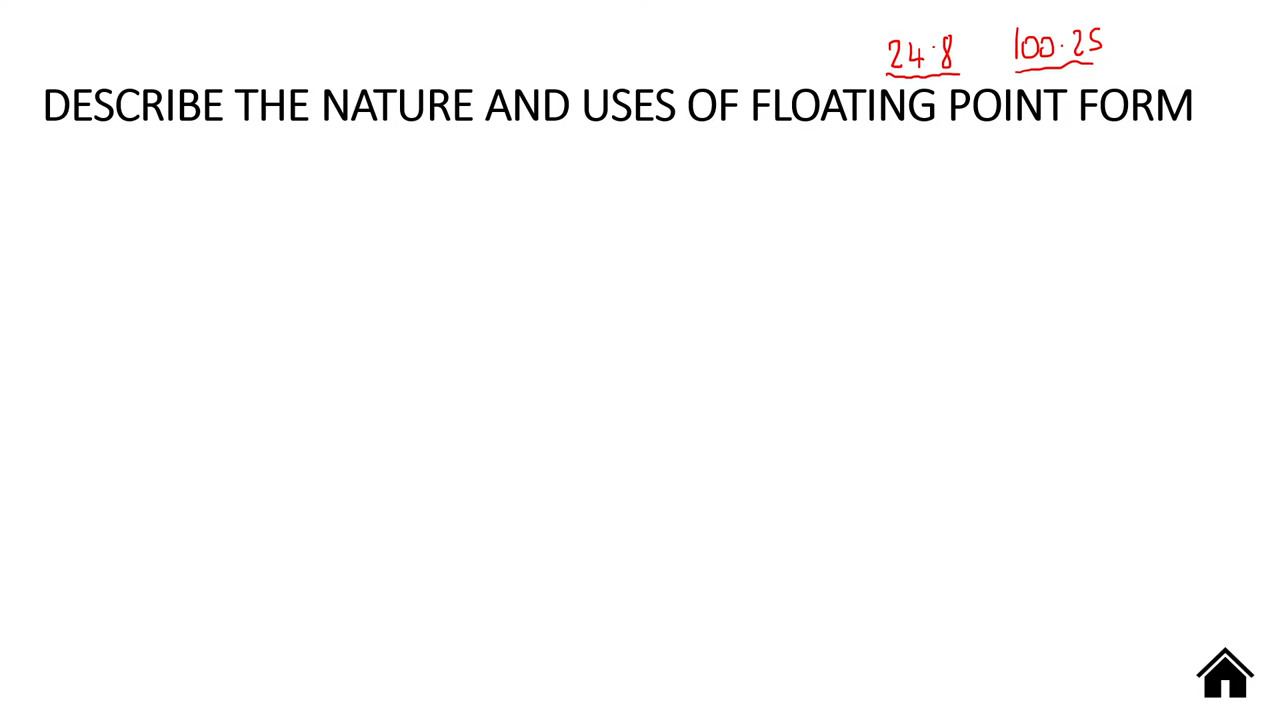 24.8 100.25
DESCRIBE THE NATURE AND USES OF FLOATING POINT FORM